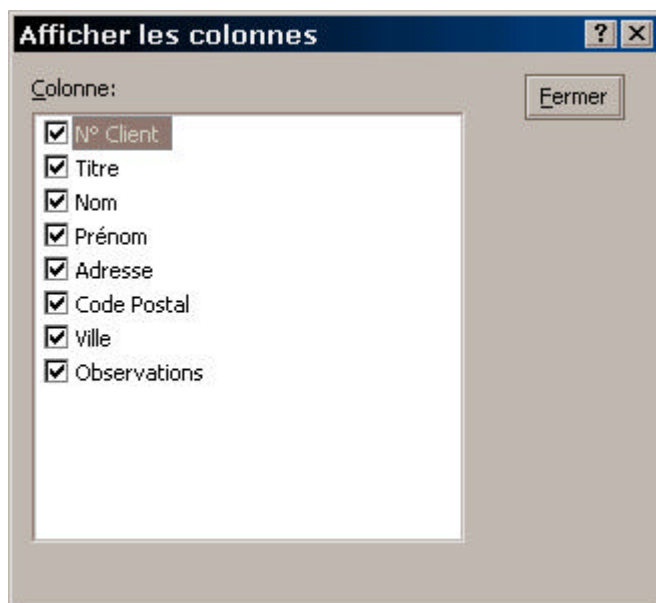 Afficher les colonnes
Colonne:
Fermer
N° Client
Titre
Nom
Prénom
Adresse
Code Postal
Ville
Observations